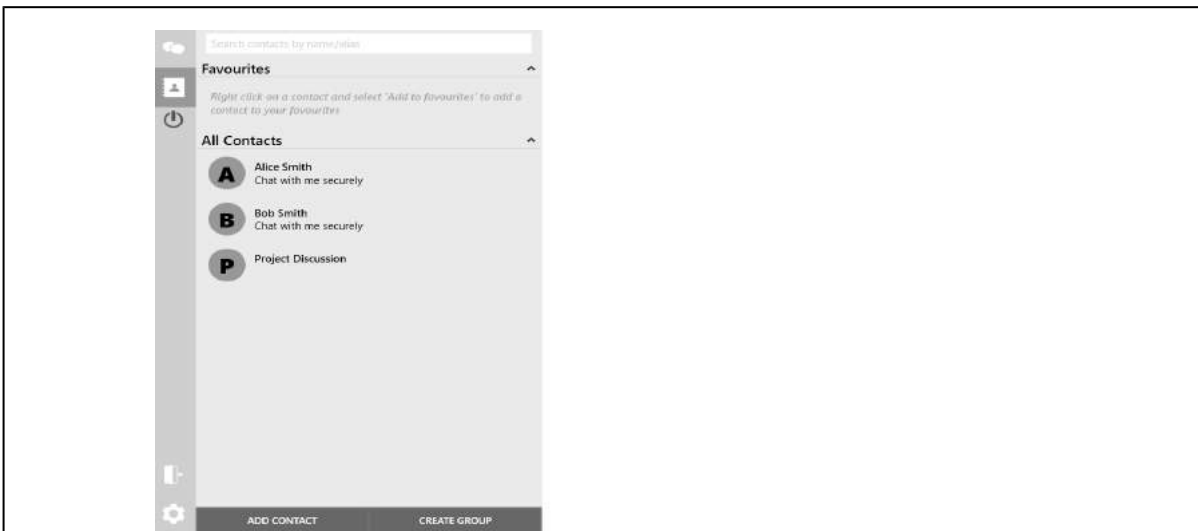 Search contacts by name/alias
Favourites
Right click on a contact and select 'Add to favourites' to add a
contact to your favourites
All Contacts
A
Alice Smith
Chat with me securely
B
Bob Smith
Chat with me securely
P
Project Discussion
ADD CONTACT CREATE GROUP